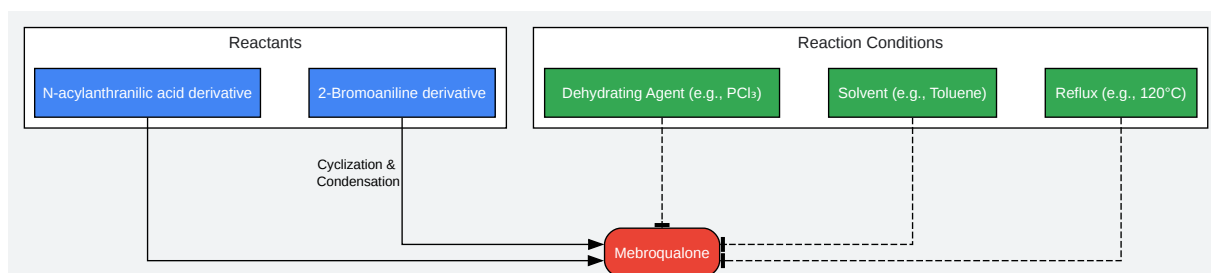 Reactants
Reaction Conditions
N-acylanthranilic acid derivative
2-Bromoaniline derivative
Dehydrating Agent (e.g., PCl₃)
Solvent (e.g., Toluene)
Reflux (e.g., 120°C)
Cyclization &
Condensation
Mebroqualone